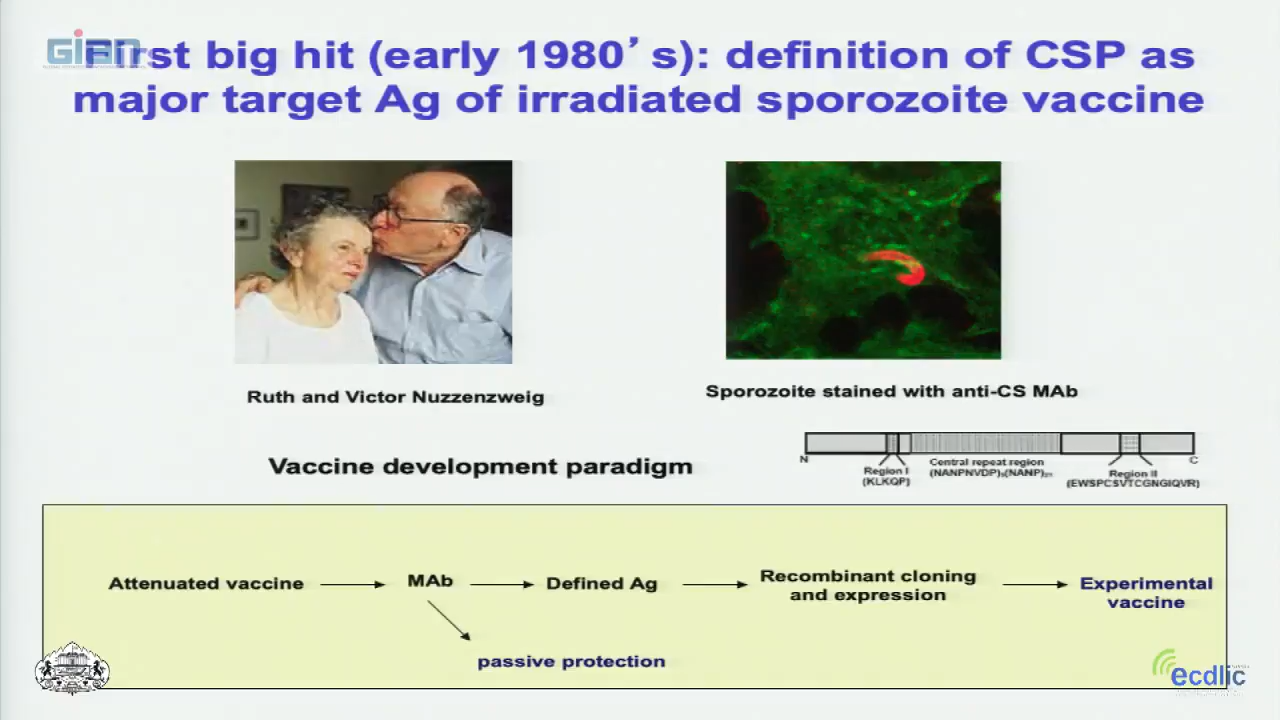 GIAN
First big hit (early 1980's): definition of CSP as
major target Ag of irradiated sporozoite vaccine
Ruth and Victor Nuzzenzweig
Sporozoite stained with anti-CS MAb
Vaccine development paradigm
N
C
Region I
(KLKQP)
Central repeat region
(NANPNVDP) (NANP)
Region II
(EWSPCSVTCGNGIQVR)
Attenuated vaccine
MAb
Defined Ag
Recombinant cloning
and expression
Experimental
vaccine
passive protection
ecdlic